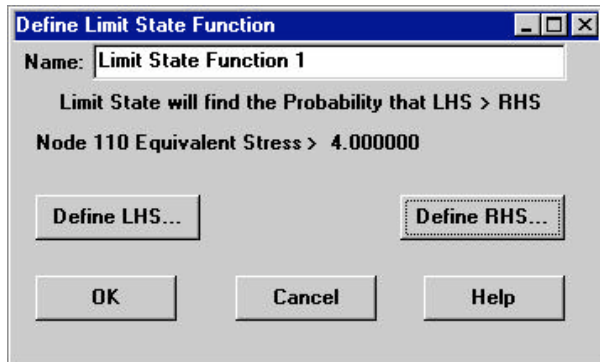 Define Limit State Function
Name: Limit State Function 1
Limit State will find the Probability that LHS > RHS
Node 110 Equivalent Stress > 4.000000
Define LHS... Define RHS...
OK Cancel Help